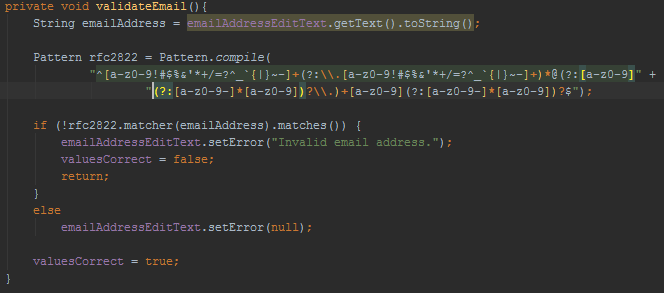 private void validateEmail(){
String emailAddress = emailAddressEditText.getText().toString();
Pattern rfc2822 = Pattern.compile(
"^[a-z0-9!#$%&'*+/=?^_`{|}~-]+(?:\\.[a-z0-9!#$%&'*+/=?^_`{|}~-]+)*@(?:[a-z0-9]" +
"(?:[a-z0-9-]*[a-z0-9])?\\.)+[a-z0-9](?:[a-z0-9-]*[a-z0-9])?$");
if (!rfc2822.matcher(emailAddress).matches()) {
emailAddressEditText.setError("Invalid email address.");
valuesCorrect = false;
return;
}
else
emailAddressEditText.setError(null);
valuesCorrect = true;
}